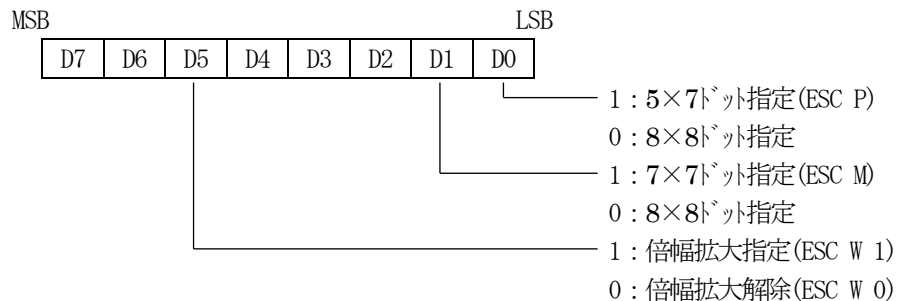 MSB LSB
D7 D6 D5 D4 D3 D2 D1 D0
1：5×7ﾄﾞｯﾄ指定(ESC P)
0：8×8ﾄﾞｯﾄ指定
1：7×7ﾄﾞｯﾄ指定(ESC M)
0：8×8ﾄﾞｯﾄ指定
1：倍幅拡大指定(ESC W 1)
0：倍幅拡大解除(ESC W 0)